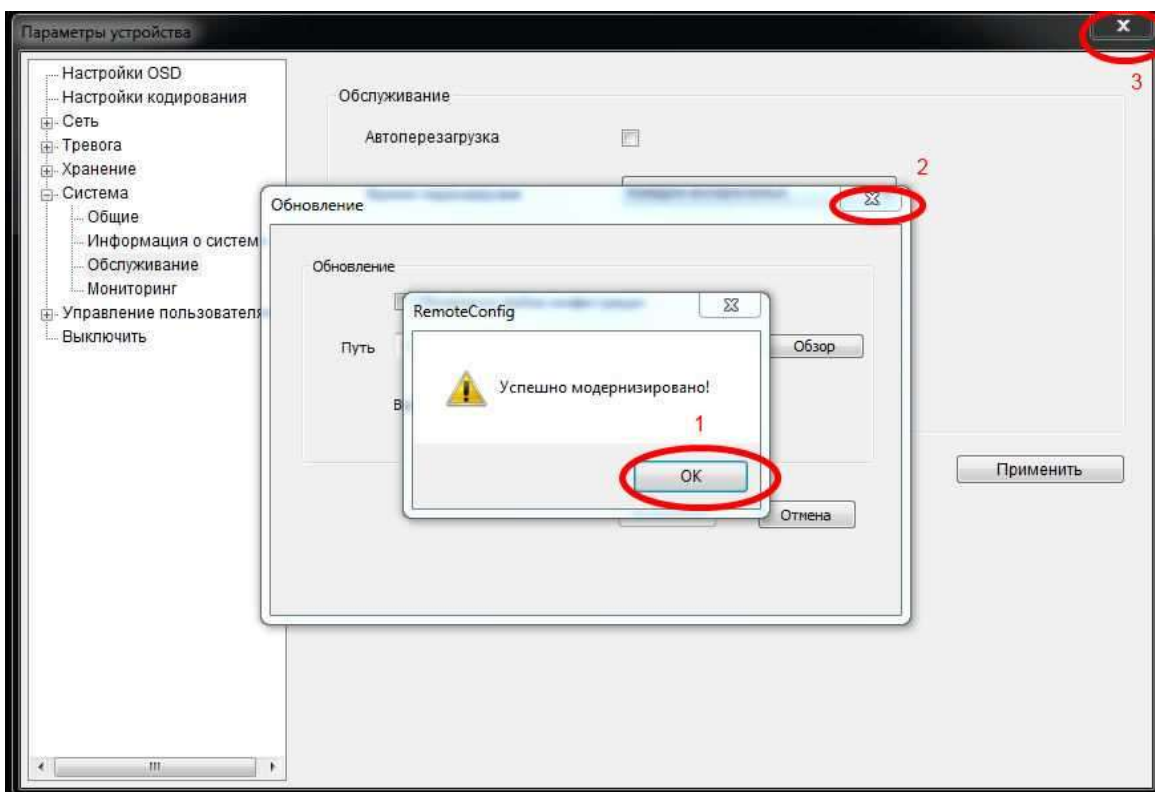 Параметры устройства
3
Настройки OSD
Настройки кодирования
Сеть
Тревога
Хранение
Система
Общие
Информация о систем
Обслуживание
Мониторинг
Управление пользователя
Выключить
Обслуживание
Автоперезагрузка
2
Обновление
Обновление
Путь
Обзор
RemoteConfig
Успешно модернизировано!
1
OK
Отмена
Применить